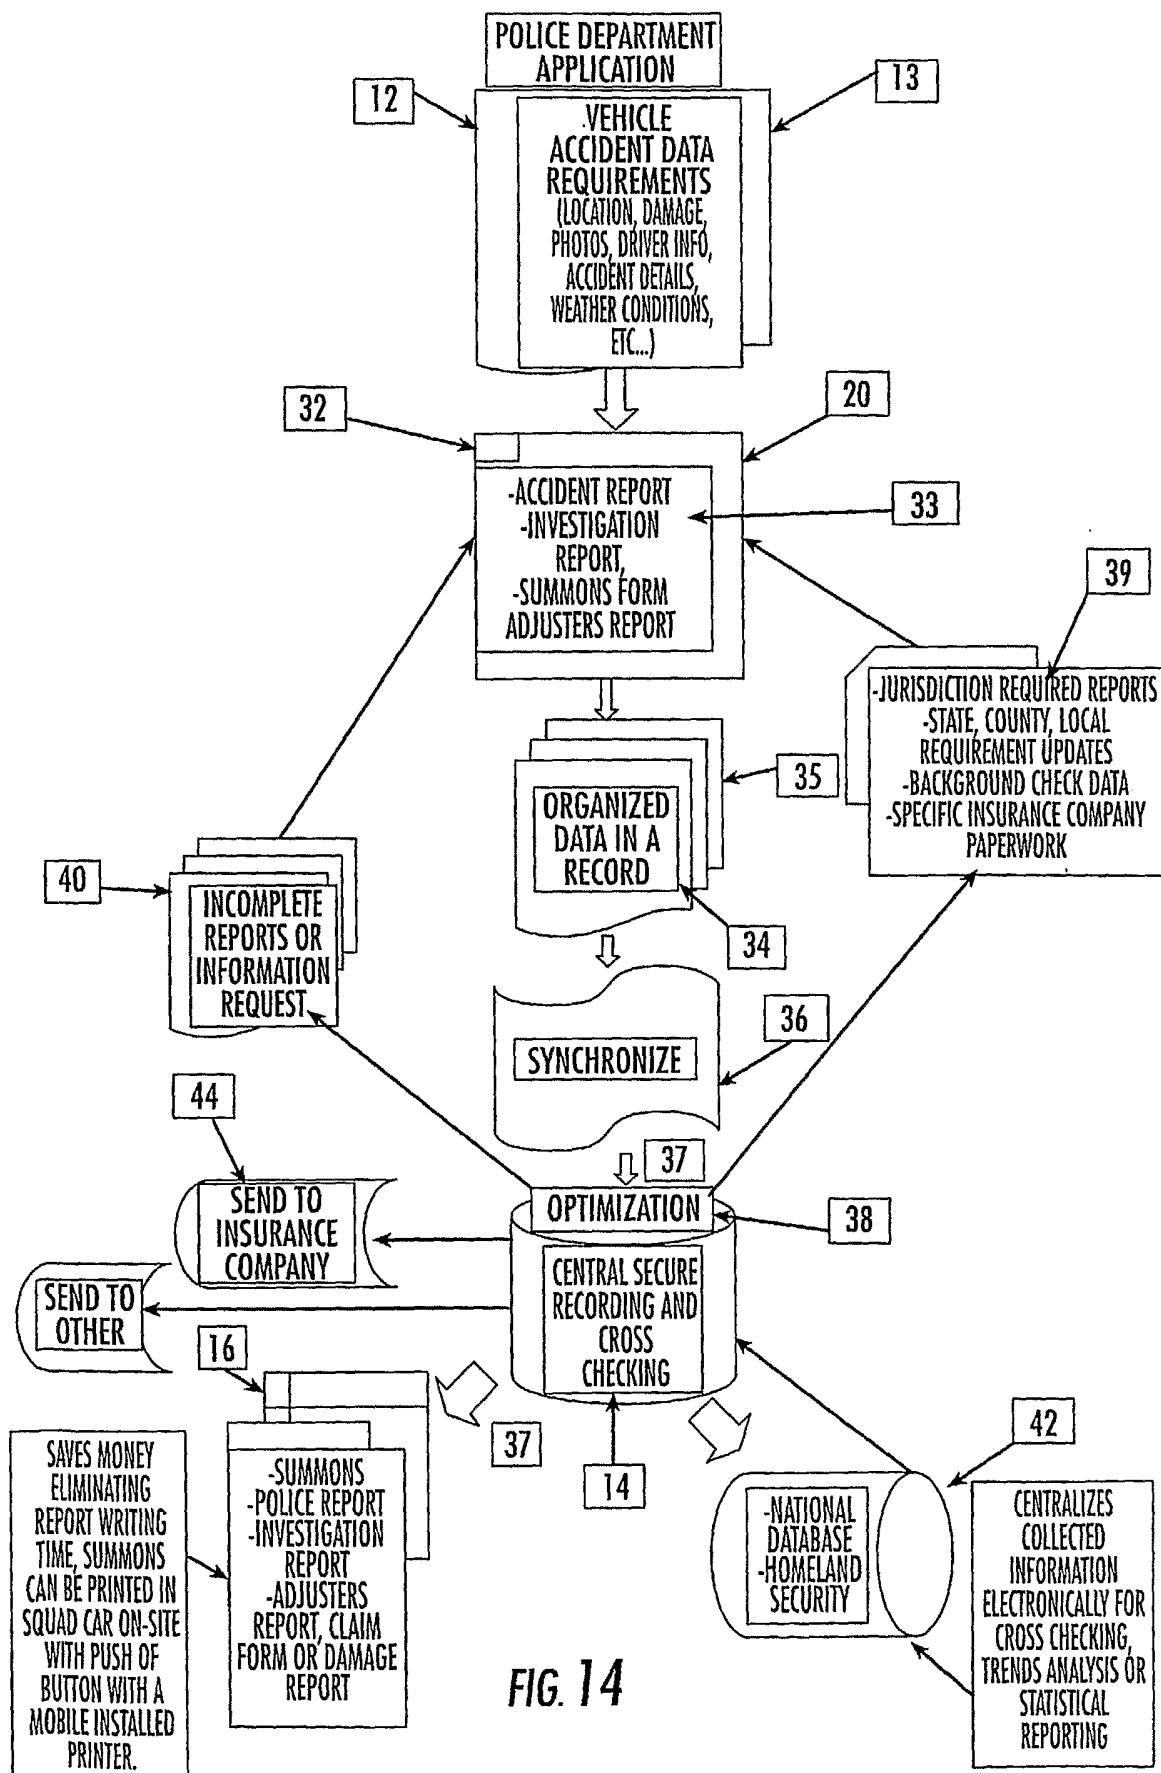 POLICE DEPARTMENT
APPLICATION
12
13
.VEHICLE
ACCIDENT DATA
REQUIREMENTS
(LOCATION, DAMAGE,
PHOTOS, DRIVER INFO,
ACCIDENT DETAILS,
WEATHER CONDITIONS,
ETC...)
32
20
-ACCIDENT REPORT
-INVESTIGATION
REPORT,
-SUMMONS FORM
ADJUSTERS REPORT
33
39
-JURISDICTION REQUIRED REPORTS
-STATE, COUNTY, LOCAL
REQUIREMENT UPDATES
-BACKGROUND CHECK DATA
-SPECIFIC INSURANCE COMPANY
PAPERWORK
35
ORGANIZED
DATA IN A
RECORD
34
40
INCOMPLETE
REPORTS OR
INFORMATION
REQUEST
36
SYNCHRONIZE
44
37
SEND TO
INSURANCE
COMPANY
OPTIMIZATION
38
CENTRAL SECURE
RECORDING AND
CROSS
CHECKING
SEND TO
OTHER
16
37
14
42
SAVES MONEY
ELIMINATING
REPORT WRITING
TIME, SUMMONS
CAN BE PRINTED IN
SQUAD CAR ON-SITE
WITH PUSH OF
BUTTON WITH A
MOBILE INSTALLED
PRINTER.
-SUMMONS
-POLICE REPORT
-INVESTIGATION
REPORT
-ADJUSTERS
REPORT, CLAIM
FORM OR DAMAGE
REPORT
-NATIONAL
DATABASE
-HOMELAND
SECURITY
CENTRALIZES
COLLECTED
INFORMATION
ELECTRONICALLY FOR
CROSS CHECKING,
TRENDS ANALYSIS OR
STATISTICAL
REPORTING
FIG. 14